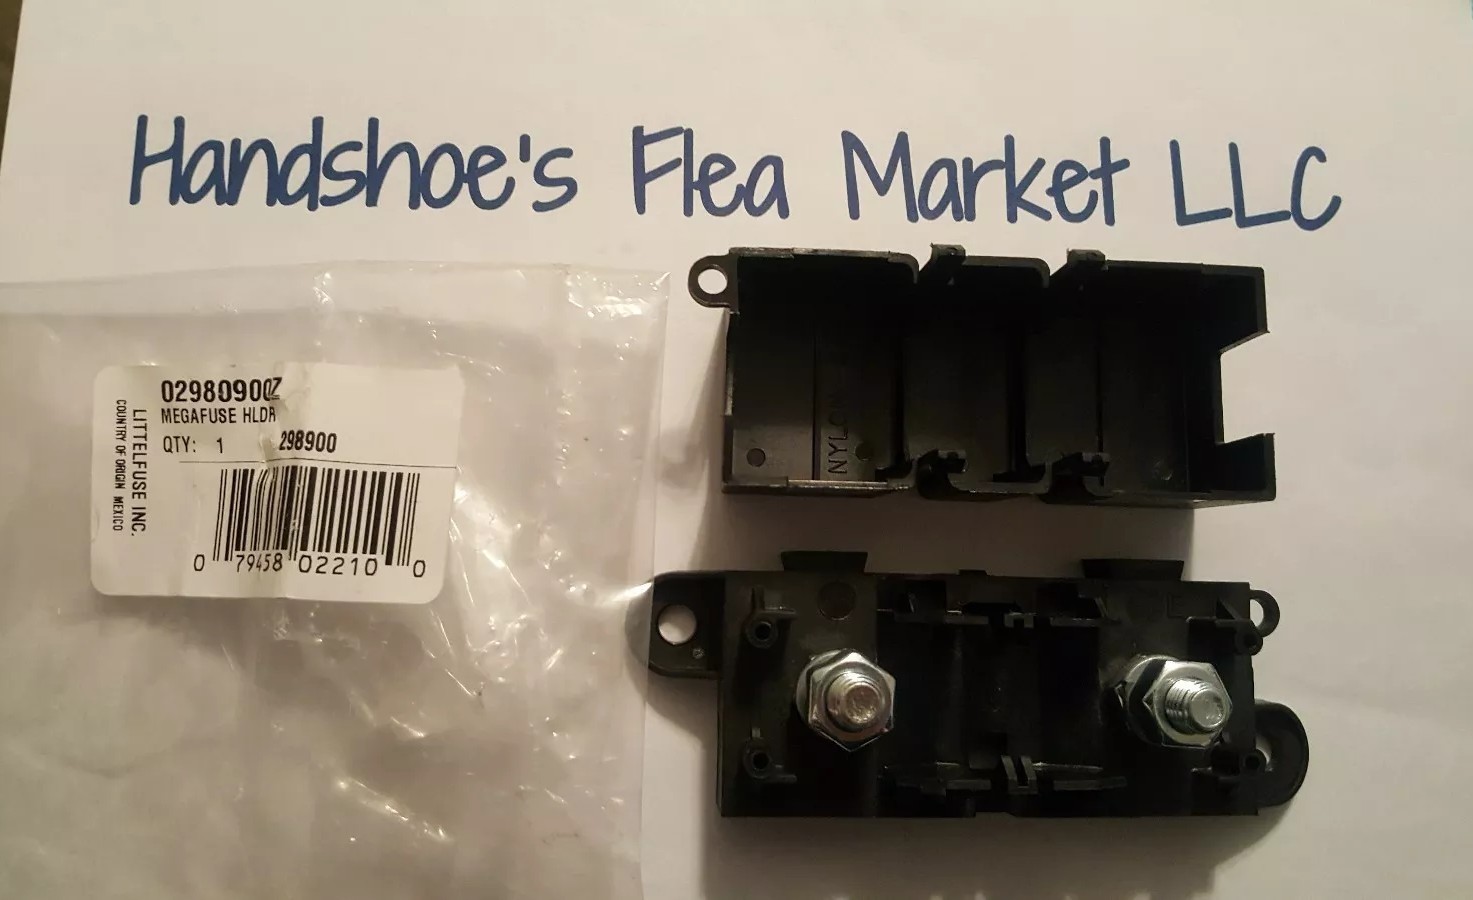 Handshoe's Flea Market LLC
02980900Z
MEGAFUSE HLDR
QTY: 1 298900
LITTELFUSE INC.
COUNTRY OF ORIGIN MEXICO
0 79458 02210 0